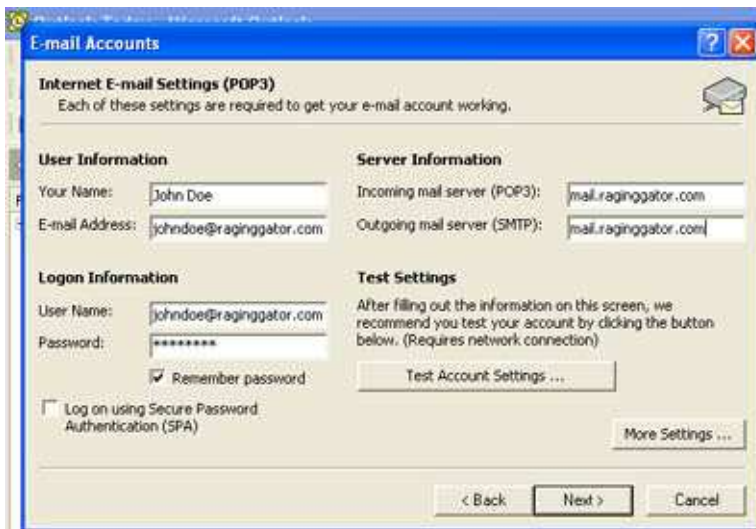 E-mail Accounts
Internet E-mail Settings (POP3)
Each of these settings are required to get your e-mail account working.
User Information
Your Name: John Doe
E-mail Address: johndoe@raginggator.com
Server Information
Incoming mail server (POP3): mail.raginggator.com
Outgoing mail server (SMTP): mail.raginggator.com
Logon Information
User Name: johndoe@raginggator.com
Password: ********
Remember password
Log on using Secure Password
Authentication (SPA)
Test Settings
After filling out the information on this screen, we
recommend you test your account by clicking the button
below. (Requires network connection)
Test Account Settings ...
More Settings ...
< Back
Next >
Cancel